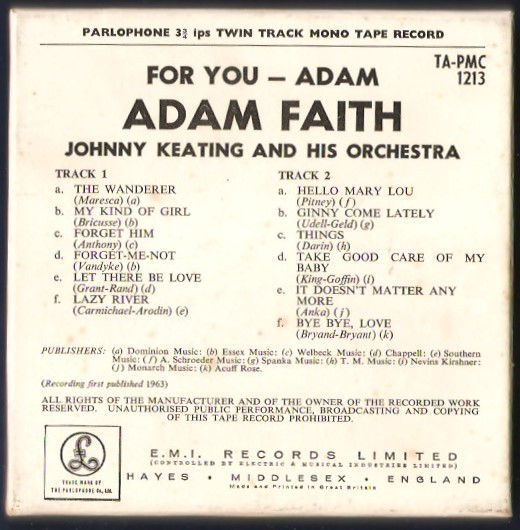 PARLOPHONE 3¾ ips TWIN TRACK MONO TAPE RECORD
TA-PMC
1213
FOR YOU – ADAM
ADAM FAITH
JOHNNY KEATING AND HIS ORCHESTRA
TRACK 1
a. THE WANDERER
(Maresca) (a)
b. MY KIND OF GIRL
(Bricusse) (b)
c. FORGET HIM
(Anthony) (c)
d. FORGET-ME-NOT
(Vandyke) (b)
e. LET THERE BE LOVE
(Grant-Rand) (d)
f. LAZY RIVER
(Carmichael-Arodin) (e)
TRACK 2
a. HELLO MARY LOU
(Pitney) (f)
b. GINNY COME LATELY
(Udell-Geld) (g)
c. THINGS
(Darin) (h)
d. TAKE GOOD CARE OF MY
BABY
(King-Goffin) (i)
e. IT DOESN'T MATTER ANY
MORE
(Anka) (j)
f. BYE BYE, LOVE
(Bryand-Bryant) (k)
PUBLISHERS: (a) Dominion Music: (b) Essex Music: (c) Welbeck Music: (d) Chappell: (e) Southern
Music: (f) A. Schroeder Music: (g) Spanka Music: (h) T. M. Music: (i) Nevins Kirshner:
(j) Monarch Music: (k) Acuff Rose.
(Recording first published 1963)
ALL RIGHTS OF THE MANUFACTURER AND OF THE OWNER OF THE RECORDED WORK
RESERVED. UNAUTHORISED PUBLIC PERFORMANCE, BROADCASTING AND COPYING
OF THIS TAPE RECORD PROHIBITED.
£
TRADE MARK OF
THE PARLOPHONE Co., Ltd.
E.M.I. RECORDS LIMITED
(CONTROLLED BY ELECTRIC & MUSICAL INDUSTRIES LIMITED)
HAYES • MIDDLESEX • ENGLAND
Made and Printed in Great Britain